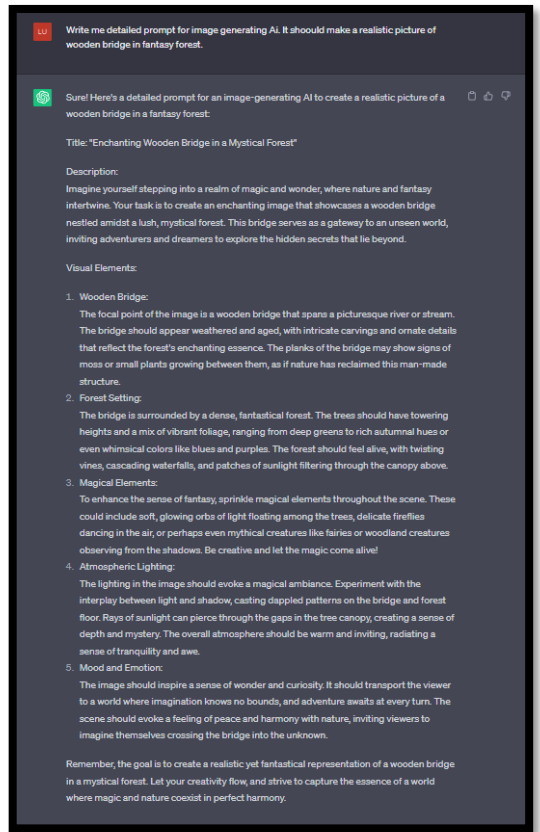 LU
Write me detailed prompt for image generating Ai. It shoould make a realistic picture of
wooden bridge in fantasy forest.
Sure! Here's a detailed prompt for an image-generating AI to create a realistic picture of a
wooden bridge in a fantasy forest:
Title: "Enchanting Wooden Bridge in a Mystical Forest"
Description:
Imagine yourself stepping into a realm of magic and wonder, where nature and fantasy
intertwine. Your task is to create an enchanting image that showcases a wooden bridge
nestled amidst a lush, mystical forest. This bridge serves as a gateway to an unseen world,
inviting adventurers and dreamers to explore the hidden secrets that lie beyond.
Visual Elements:
1. Wooden Bridge:
The focal point of the image is a wooden bridge that spans a picturesque river or stream.
The bridge should appear weathered and aged, with intricate carvings and ornate details
that reflect the forest's enchanting essence. The planks of the bridge may show signs of
moss or small plants growing between them, as if nature has reclaimed this man-made
structure.
2. Forest Setting:
The bridge is surrounded by a dense, fantastical forest. The trees should have towering
heights and a mix of vibrant foliage, ranging from deep greens to rich autumnal hues or
even whimsical colors like blues and purples. The forest should feel alive, with twisting
vines, cascading waterfalls, and patches of sunlight filtering through the canopy above.
3. Magical Elements:
To enhance the sense of fantasy, sprinkle magical elements throughout the scene. These
could include soft, glowing orbs of light floating among the trees, delicate fireflies
dancing in the air, or perhaps even mythical creatures like fairies or woodland creatures
observing from the shadows. Be creative and let the magic come alive!
4. Atmospheric Lighting:
The lighting in the image should evoke a magical ambiance. Experiment with the
interplay between light and shadow, casting dappled patterns on the bridge and forest
floor. Rays of sunlight can pierce through the gaps in the tree canopy, creating a sense of
depth and mystery. The overall atmosphere should be warm and inviting, radiating a
sense of tranquility and awe.
5. Mood and Emotion:
The image should inspire a sense of wonder and curiosity. It should transport the viewer
to a world where imagination knows no bounds, and adventure awaits at every turn. The
scene should evoke a feeling of peace and harmony with nature, inviting viewers to
imagine themselves crossing the bridge into the unknown.
Remember, the goal is to create a realistic yet fantastical representation of a wooden bridge
in a mystical forest. Let your creativity flow, and strive to capture the essence of a world
where magic and nature coexist in perfect harmony.